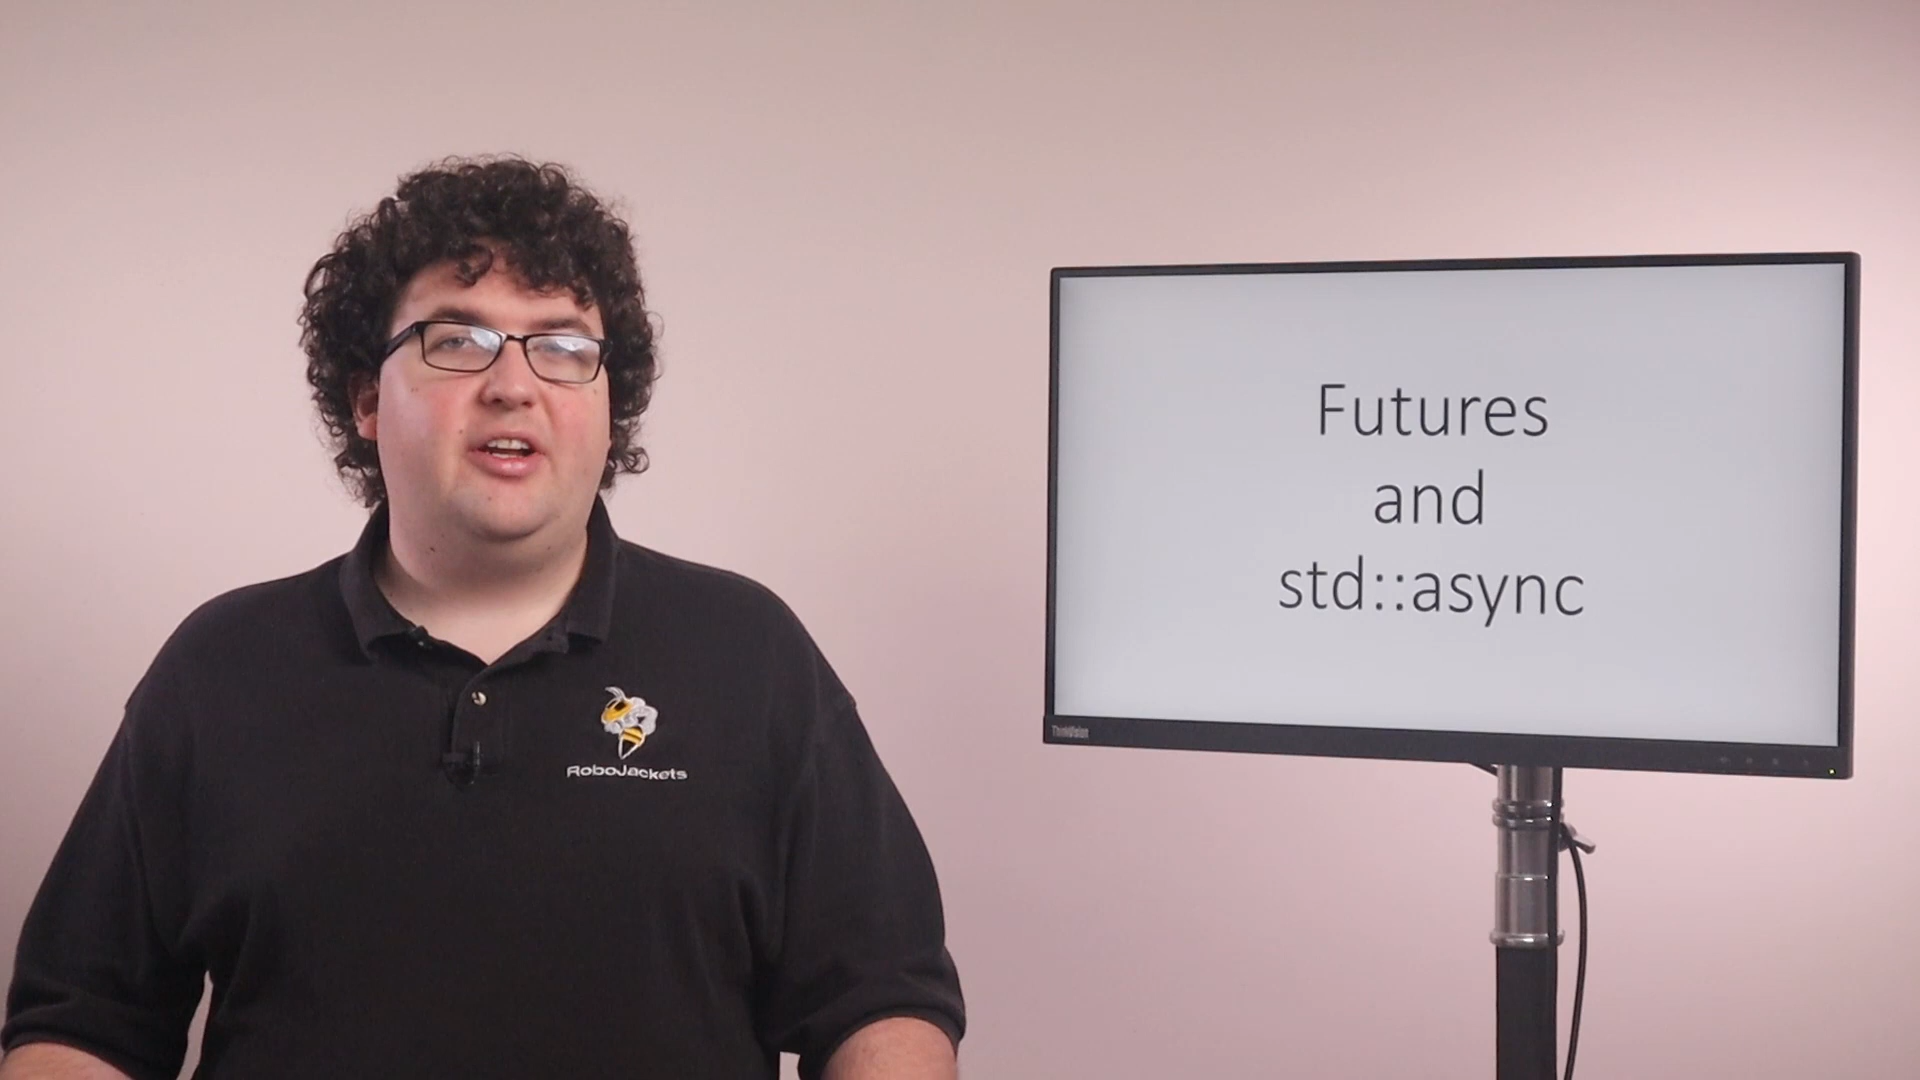 RoboJackets
Futures
and
std::async
ThinkVision